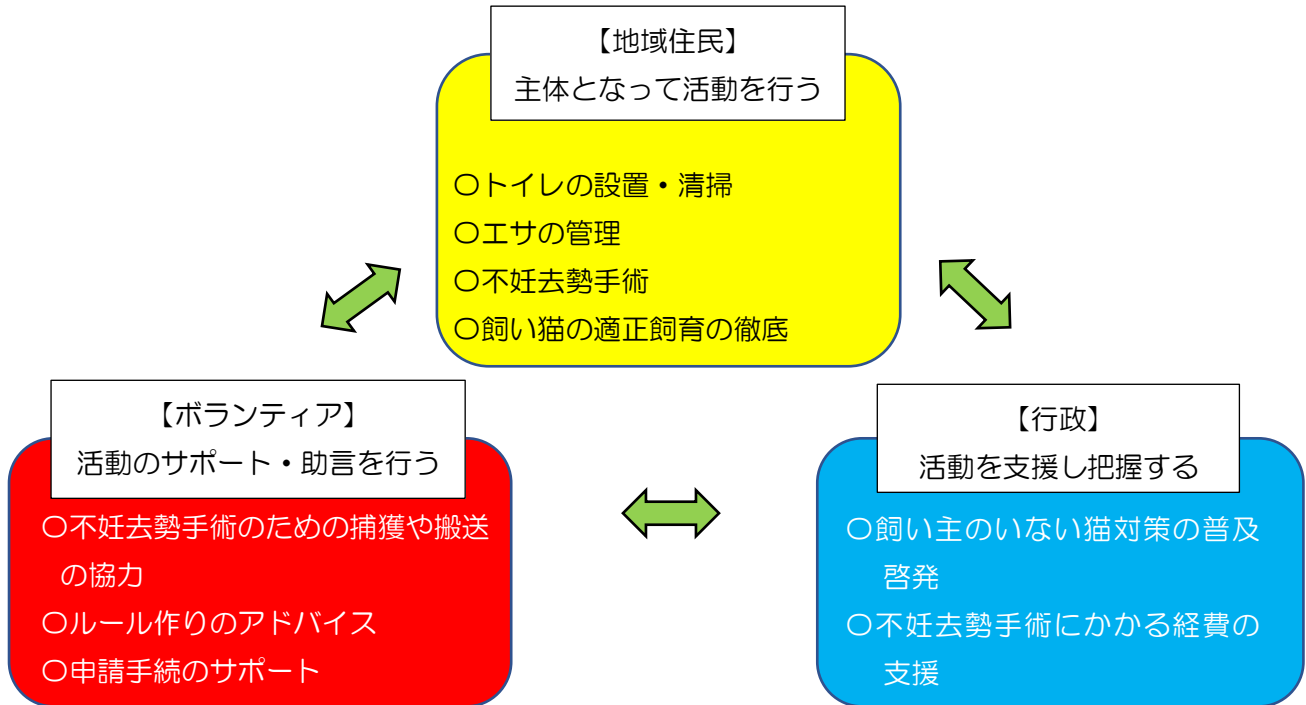 【地域住民】
主体となって活動を行う
〇トイレの設置・清掃
〇エサの管理
〇不妊去勢手術
〇飼い猫の適正飼育の徹底
【ボランティア】
活動のサポート・助言を行う
〇不妊去勢手術のための捕獲や搬送
の協力
〇ルール作りのアドバイス
〇申請手続のサポート
【行政】
活動を支援し把握する
〇飼い主のいない猫対策の普及
啓発
〇不妊去勢手術にかかる経費の
支援